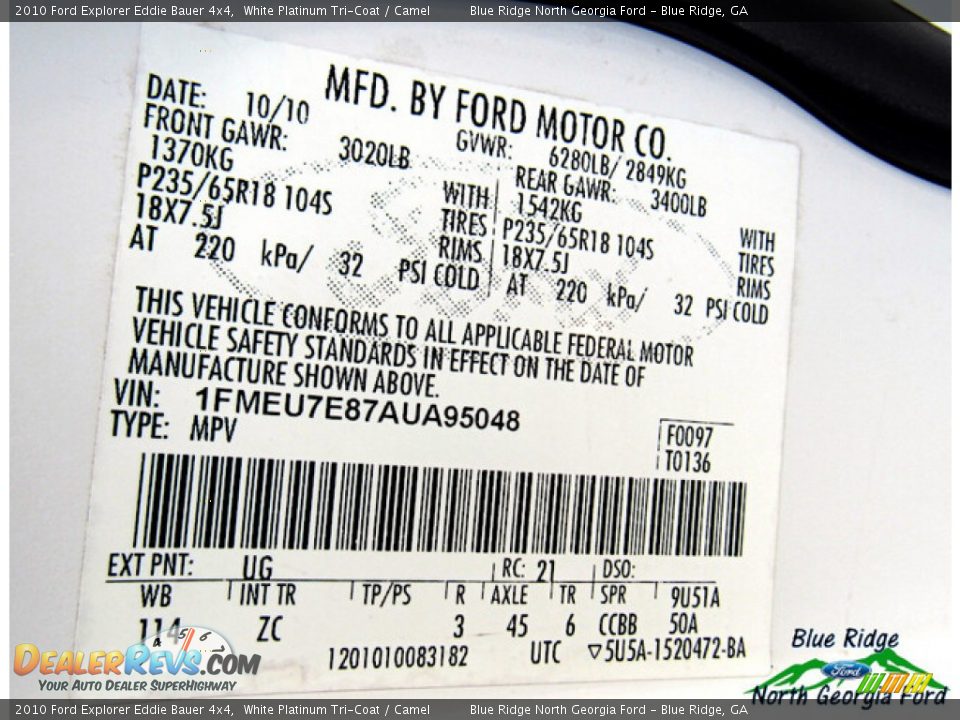 2010 Ford Explorer Eddie Bauer 4x4,  White Platinum Tri-Coat / Camel    Blue Ridge North Georgia Ford - Blue Ridge, GA
MFD. BY FORD MOTOR CO.
DATE: 10/10 GVWR: 6280LB/ 2849KG
FRONT GAWR: 3020LB REAR GAWR: 3400LB
1370KG WITH 1542KG WITH
P235/65R18 104S TIRES P235/65R18 104S TIRES
18X7.5J RIMS 18X7.5J RIMS
AT 220 kPa/ 32 PSI COLD AT 220 kPa/ 32 PSI COLD
THIS VEHICLE CONFORMS TO ALL APPLICABLE FEDERAL MOTOR
VEHICLE SAFETY STANDARDS IN EFFECT ON THE DATE OF
MANUFACTURE SHOWN ABOVE.
VIN: 1FMEU7E87AUA95048
TYPE: MPV
F0097
T0136
EXT PNT: UG RC: 21 DSO:
WB INT TR TP/PS R AXLE TR SPR 9U51A
114 ZC 3 45 6 CCBB 50A
1201010083182 UTC ▽5U5A-1520472-BA
DEALERREVS.COM
YOUR AUTO DEALER SUPERHIGHWAY
Blue Ridge
Ford
North Georgia Ford
2010 Ford Explorer Eddie Bauer 4x4,  White Platinum Tri-Coat / Camel    Blue Ridge North Georgia Ford - Blue Ridge, GA